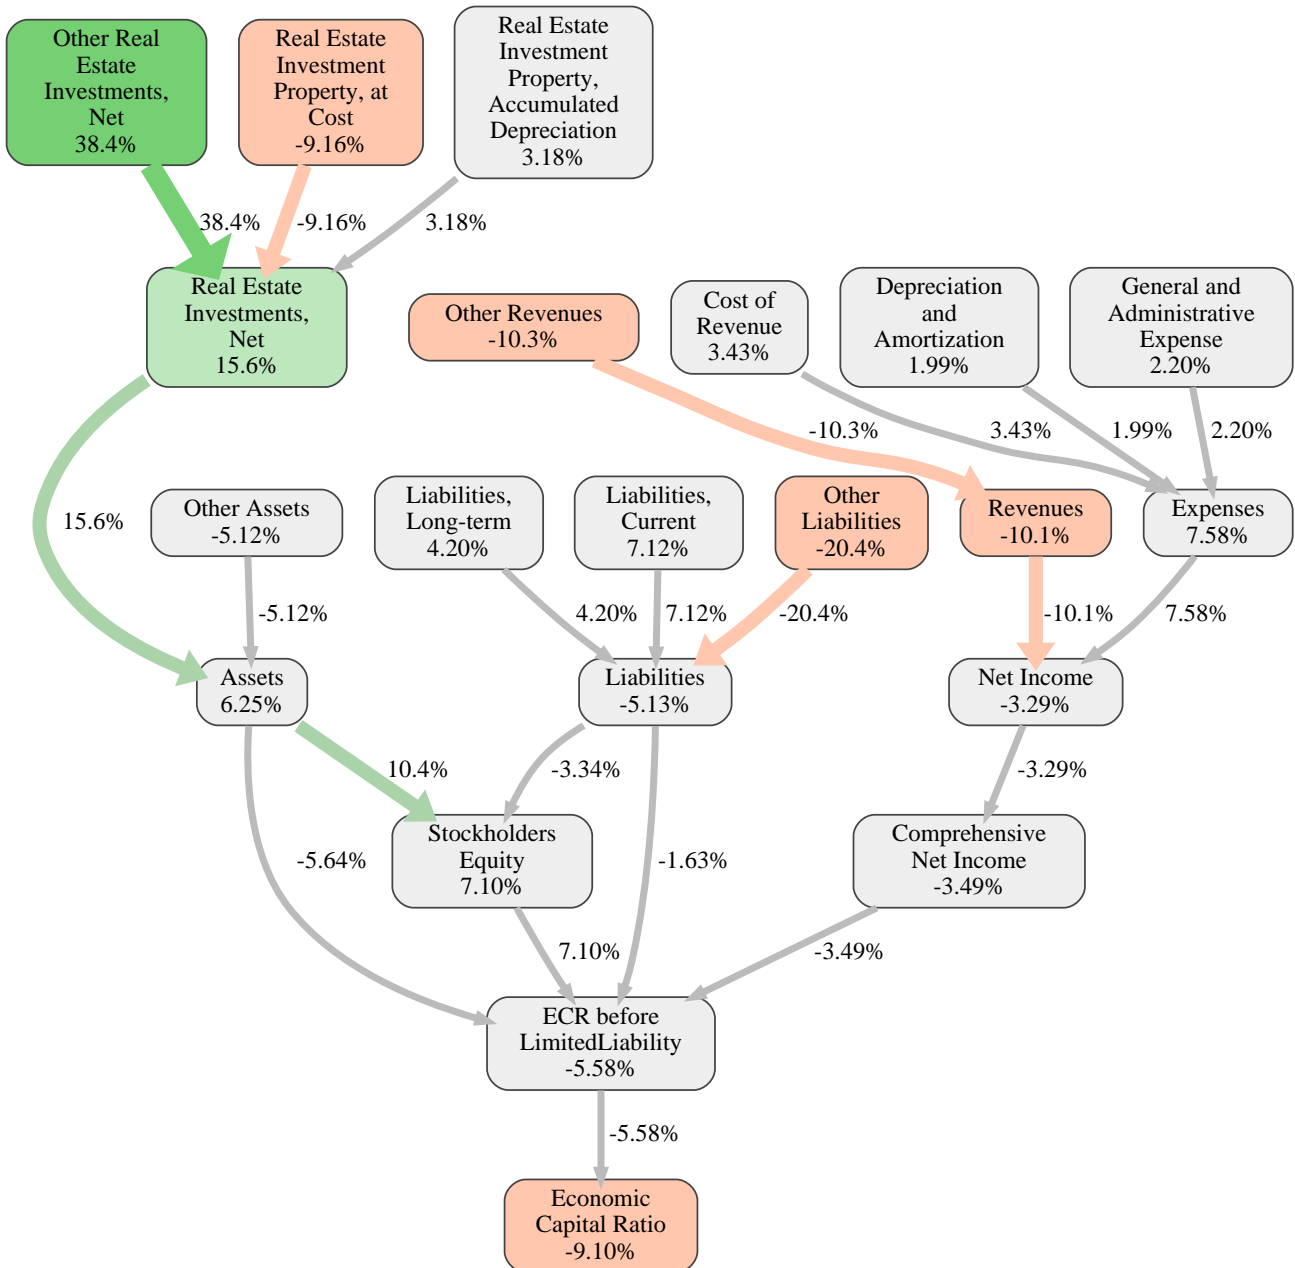 Other Real
Estate
Investments,
Net
38.4%
Real Estate
Investment
Property, at
Cost
-9.16%
Real Estate
Investment
Property,
Accumulated
Depreciation
3.18%
38.4%
-9.16%
3.18%
Real Estate
Investments,
Net
15.6%
Other Revenues
-10.3%
Cost of
Revenue
3.43%
Depreciation
and
Amortization
1.99%
General and
Administrative
Expense
2.20%
-10.3%
3.43%
1.99%
2.20%
15.6%
Other Assets
-5.12%
Liabilities,
Long-term
4.20%
Liabilities,
Current
7.12%
Other
Liabilities
-20.4%
Revenues
-10.1%
Expenses
7.58%
-5.12%
4.20%
7.12%
-20.4%
-10.1%
7.58%
Assets
6.25%
Liabilities
-5.13%
Net Income
-3.29%
10.4%
-3.34%
-3.29%
-5.64%
Stockholders
Equity
7.10%
-1.63%
Comprehensive
Net Income
-3.49%
7.10%
-3.49%
ECR before
LimitedLiability
-5.58%
-5.58%
Economic
Capital Ratio
-9.10%